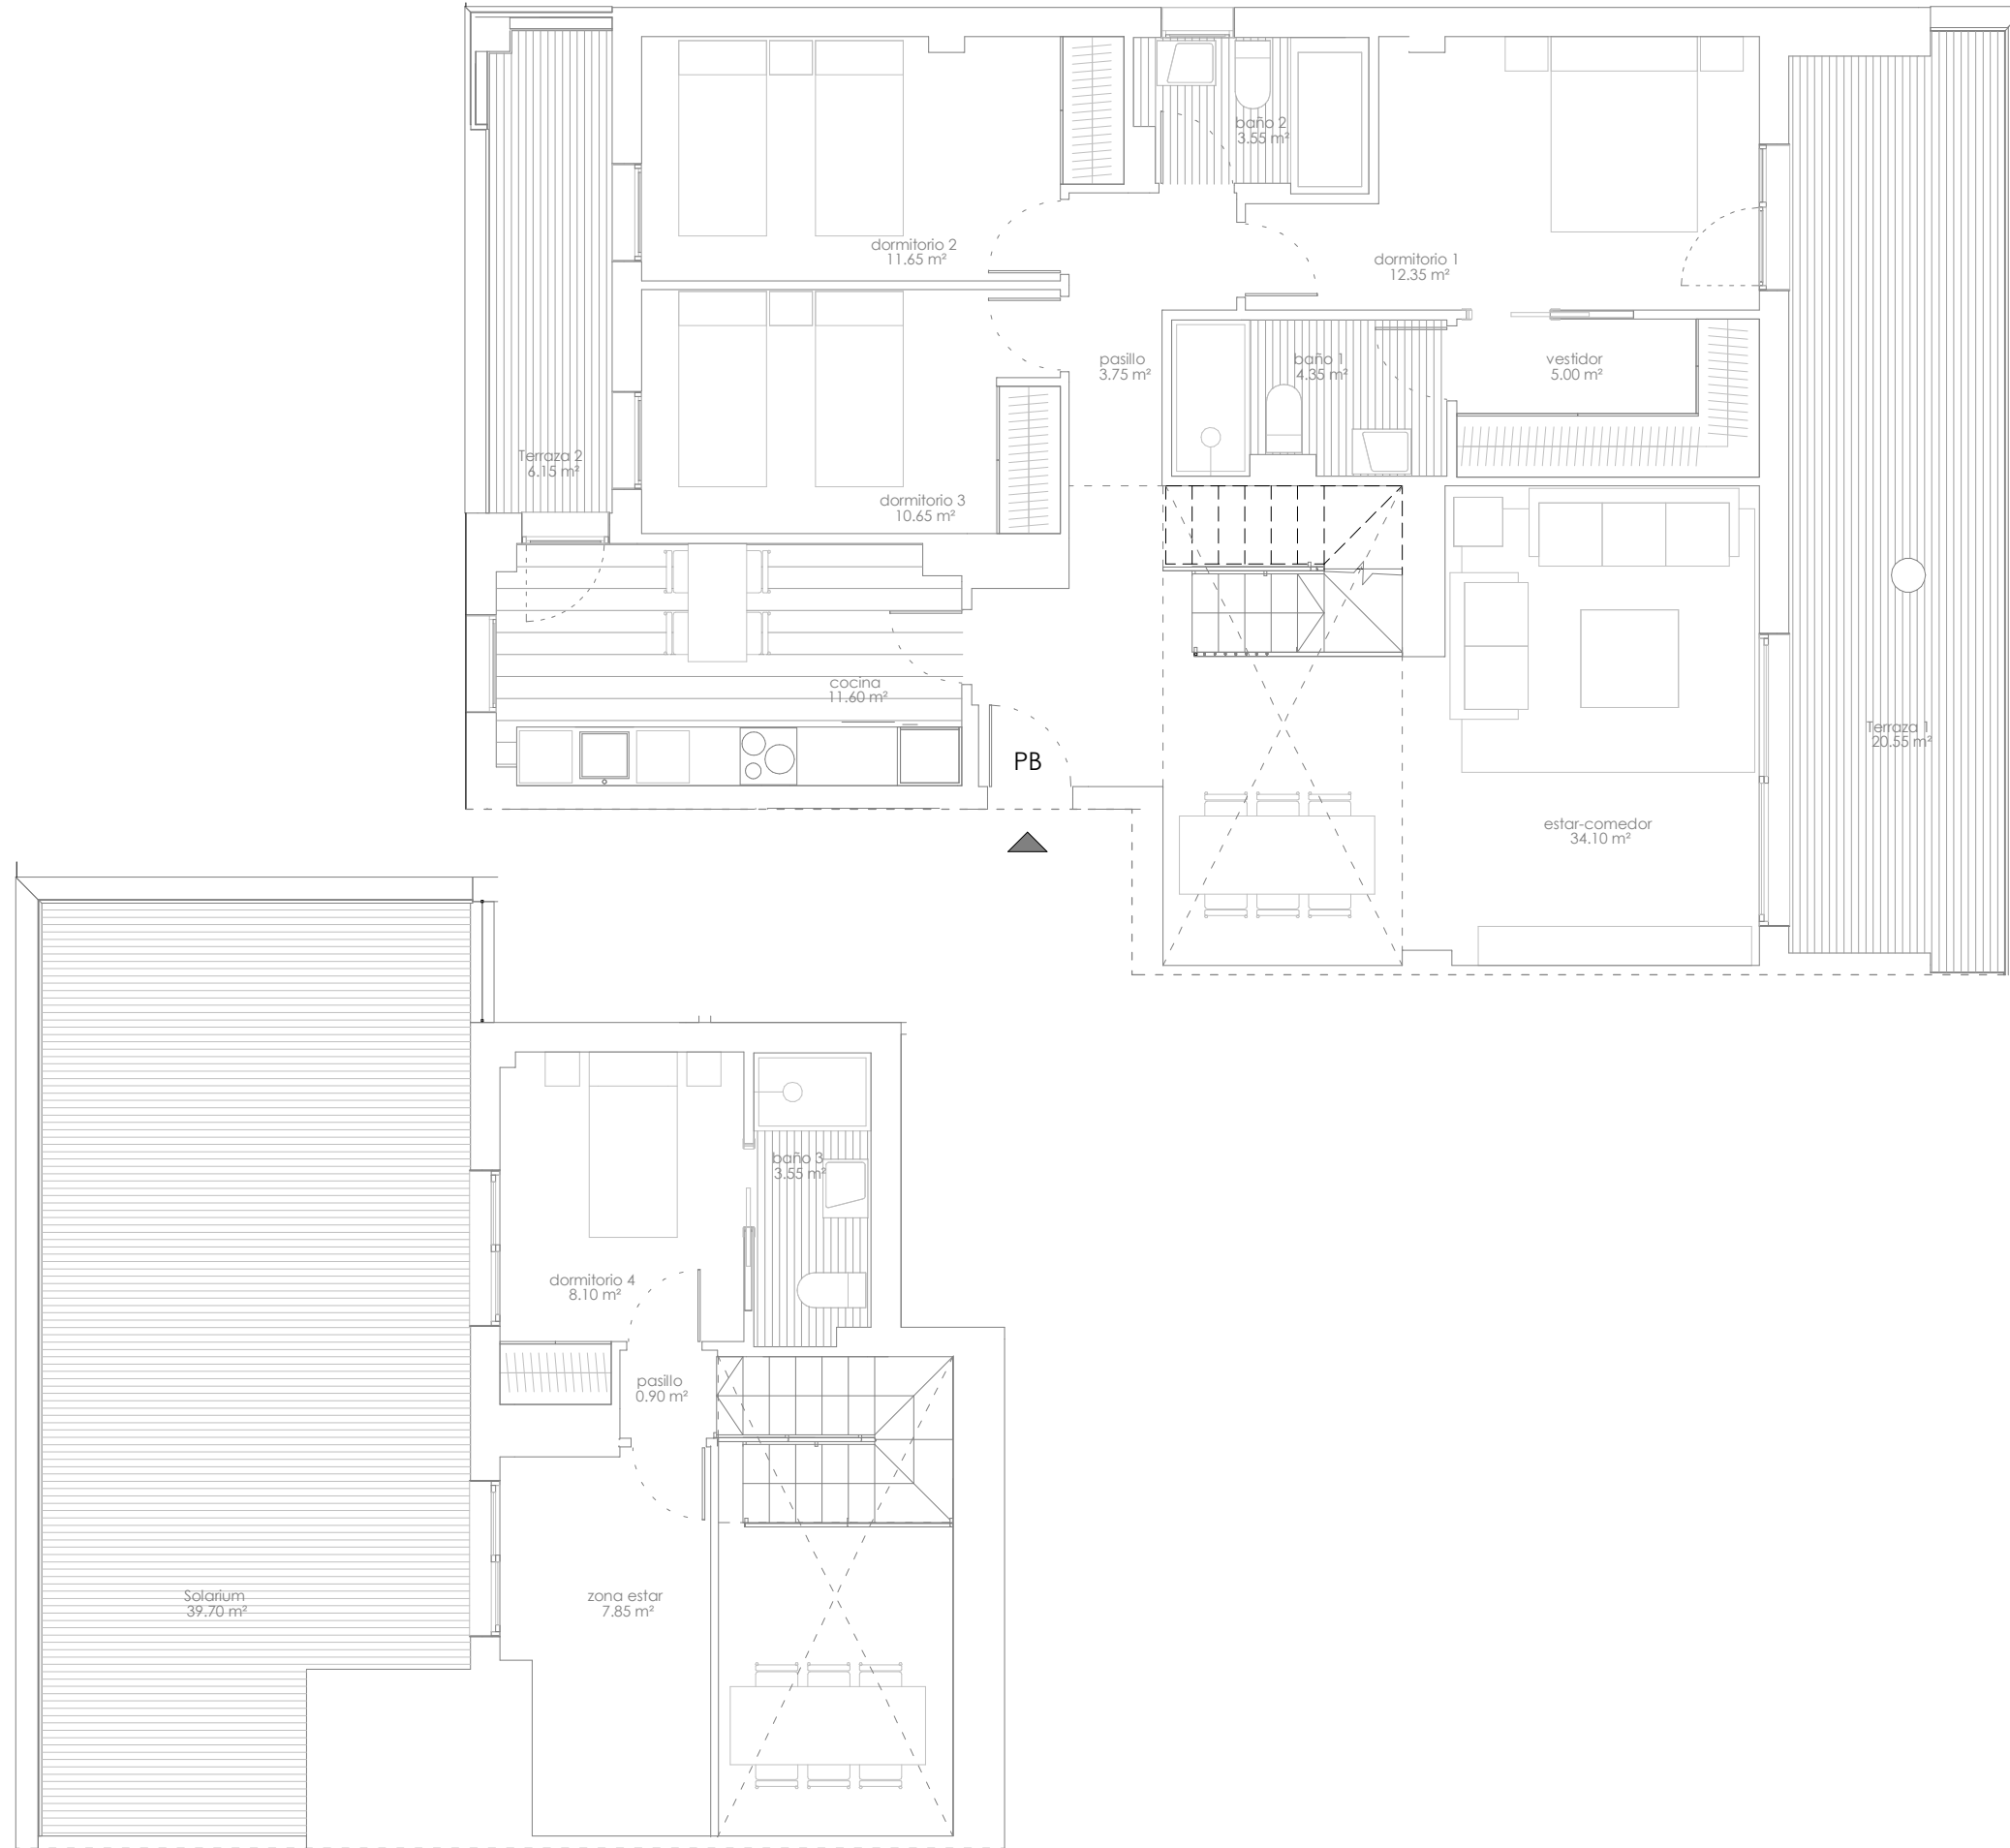 baño 2
3.55 m²
dormitorio 2
11.65 m²
dormitorio 1
12.35 m²
pasillo
3.75 m²
baño 1
4.35 m²
vestidor
5.00 m²
Terraza 2
6.15 m²
dormitorio 3
10.65 m²
cocina
11.60 m²
PB
Terraza 1
20.55 m²
estar-comedor
34.10 m²
baño 3
3.55 m²
dormitorio 4
8.10 m²
pasillo
0.90 m²
Solarium
39.70 m²
zona estar
7.85 m²